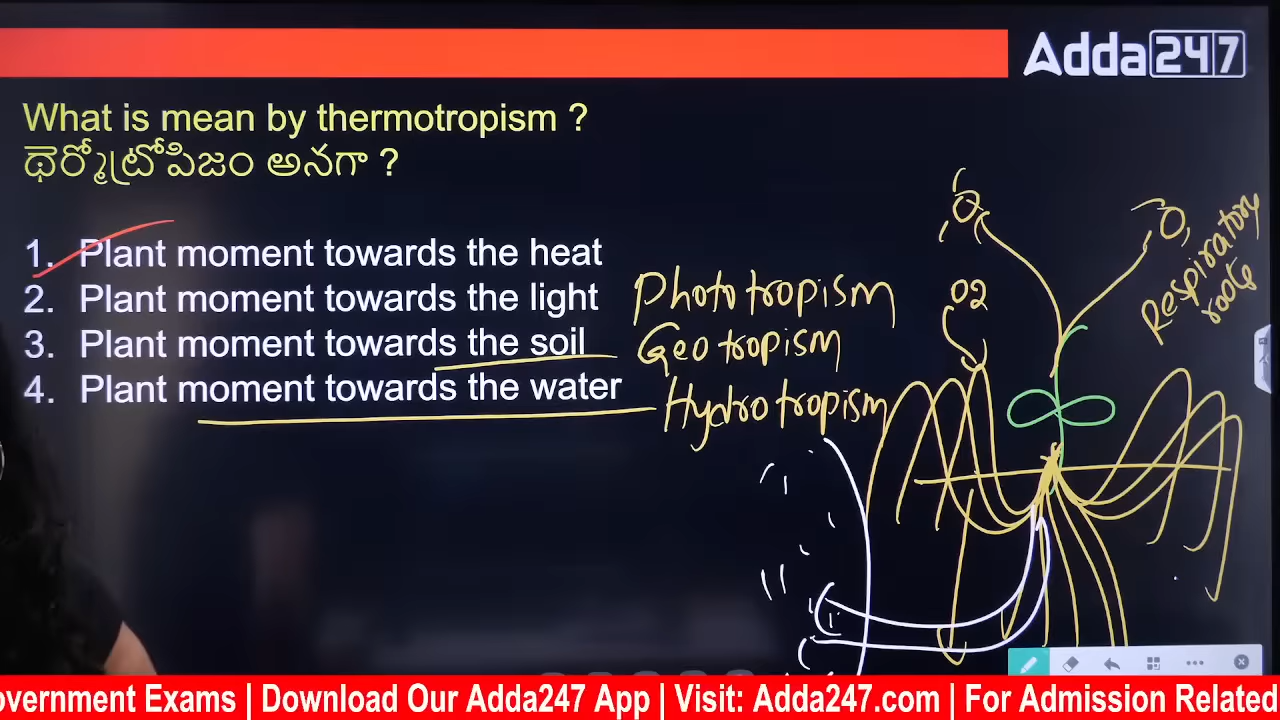 Adda247
What is mean by thermotropism ?
థెర్మోట్రోపిజం అనగా ?
1. Plant moment towards the heat
2. Plant moment towards the light
3. Plant moment towards the soil
4. Plant moment towards the water
Phototropism
Geotropism
Hydrotropism
O2
Respiratory
roots
overnment Exams | Download Our Adda247 App | Visit: Adda247.com | For Admission Related